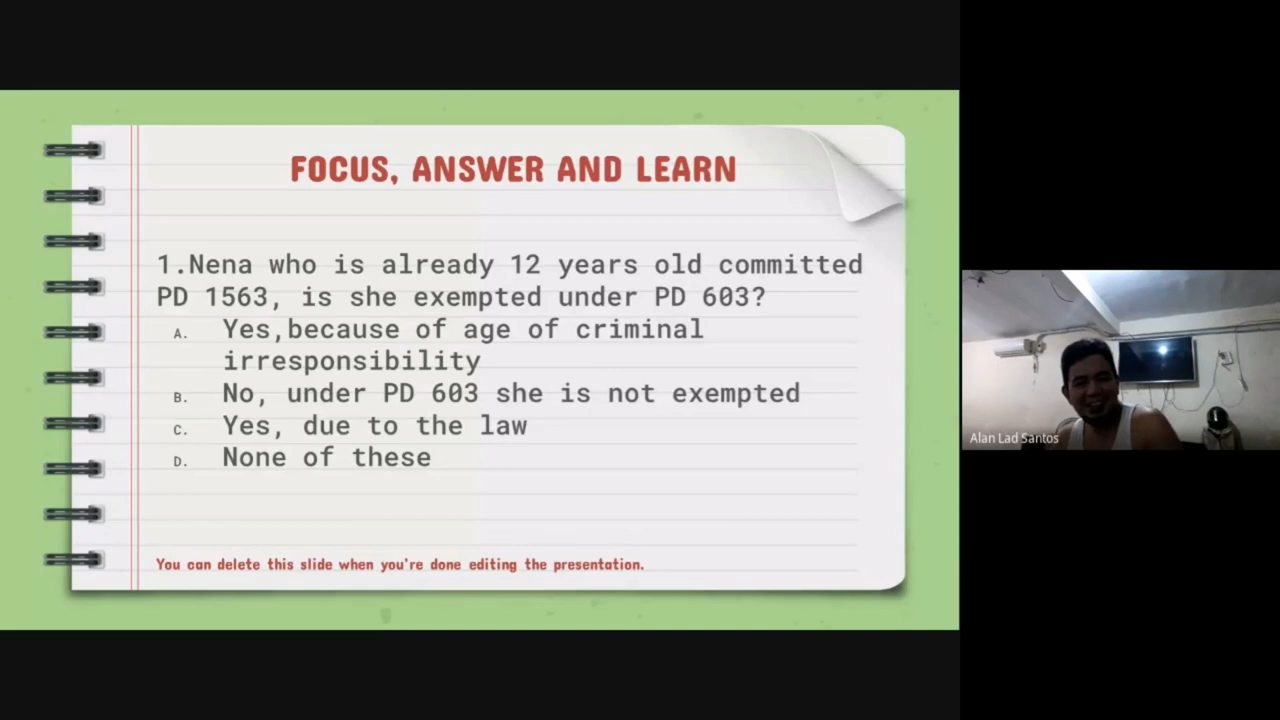 FOCUS, ANSWER AND LEARN
1.Nena who is already 12 years old committed
PD 1563, is she exempted under PD 603?
A. Yes,because of age of criminal
irresponsibility
B. No, under PD 603 she is not exempted
C. Yes, due to the law
D. None of these
You can delete this slide when you're done editing the presentation.
Alan Lad Santos